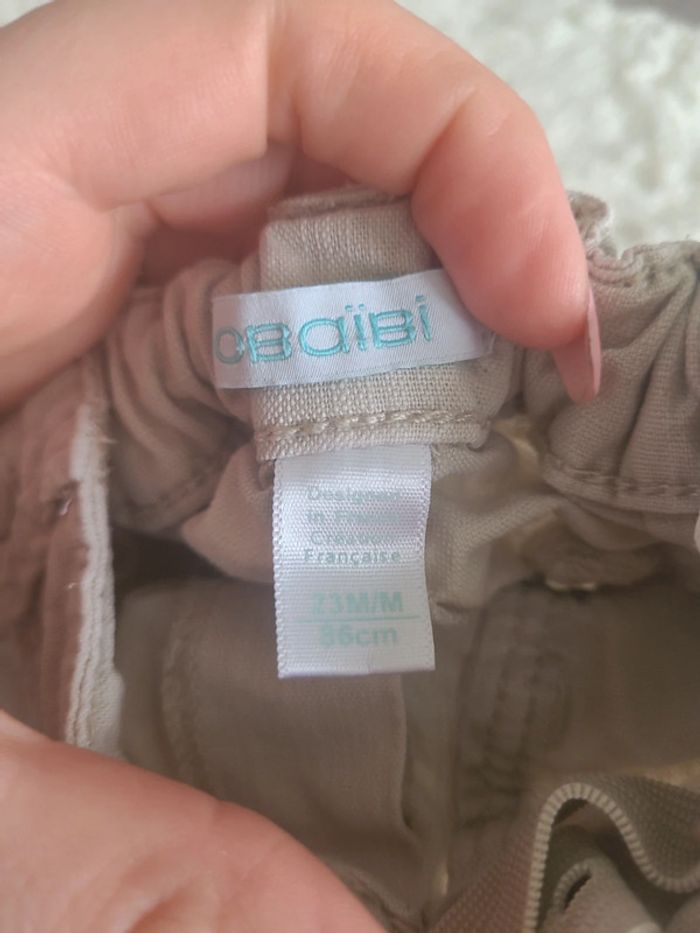 OBaïBi
Designed
in France
Création
Française
23M/M
86cm